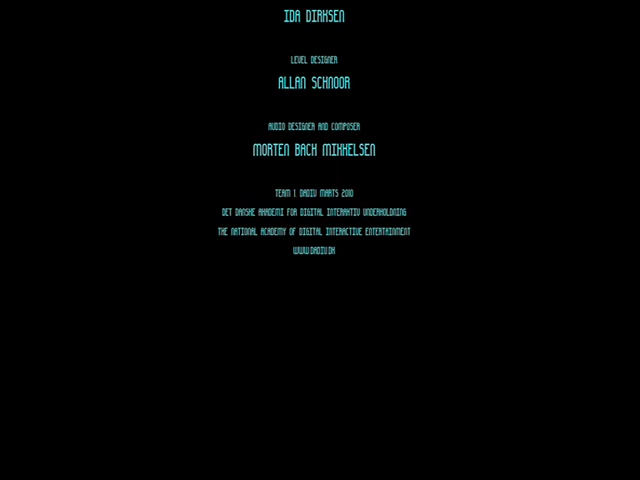 IDA DIRKSEN
LEVEL DESIGNER
ALLAN SCHNOOR
AUDIO DESIGNER AND COMPOSER
MORTEN BACH MIKKELSEN
TEAM 1. DADIU MARTS 2010
DET DANSKE AKADEMI FOR DIGITAL INTERAKTIV UNDERHOLDNING
THE NATIONAL ACADEMY OF DIGITAL INTERACTIVE ENTERTAINMENT
WWW.DADIU.DK